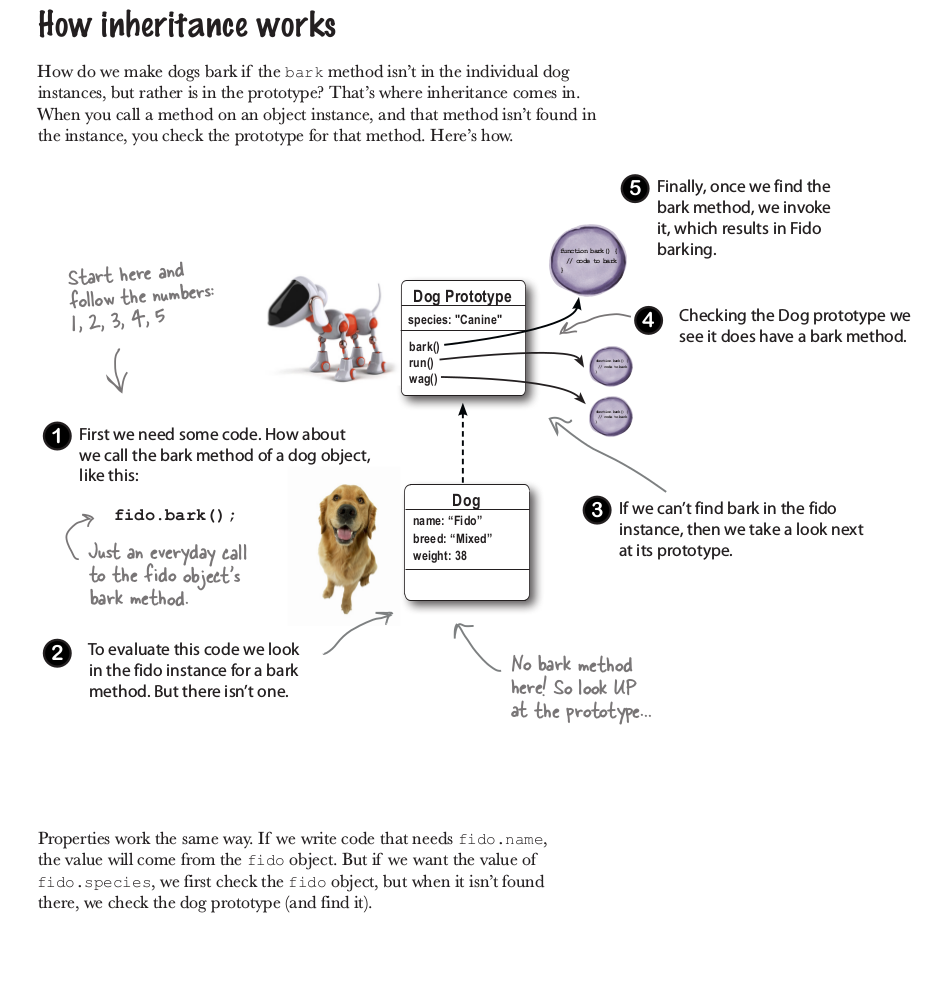 How inheritance works
How do we make dogs bark if the bark method isn’t in the individual dog
instances, but rather is in the prototype? That’s where inheritance comes in.
When you call a method on an object instance, and that method isn’t found in
the instance, you check the prototype for that method. Here’s how.
Start here and
follow the numbers:
1, 2, 3, 4, 5
1
First we need some code. How about
we call the bark method of a dog object,
like this:
fido.bark();
Just an everyday call
to the fido object’s
bark method.
2
To evaluate this code we look
in the fido instance for a bark
method. But there isn’t one.
Dog Prototype
species: "Canine"
bark()
run()
wag()
Dog
name: “Fido”
breed: “Mixed”
weight: 38
No bark method
here! So look UP
at the prototype...
3
If we can’t find bark in the fido
instance, then we take a look next
at its prototype.
4
Checking the Dog prototype we
see it does have a bark method.
5
Finally, once we find the
bark method, we invoke
it, which results in Fido
barking.
function bark() {
// code to bark
}
function bark() {
// code to bark
}
function bark() {
// code to bark
}
Properties work the same way. If we write code that needs fido.name,
the value will come from the fido object. But if we want the value of
fido.species, we first check the fido object, but when it isn’t found
there, we check the dog prototype (and find it).